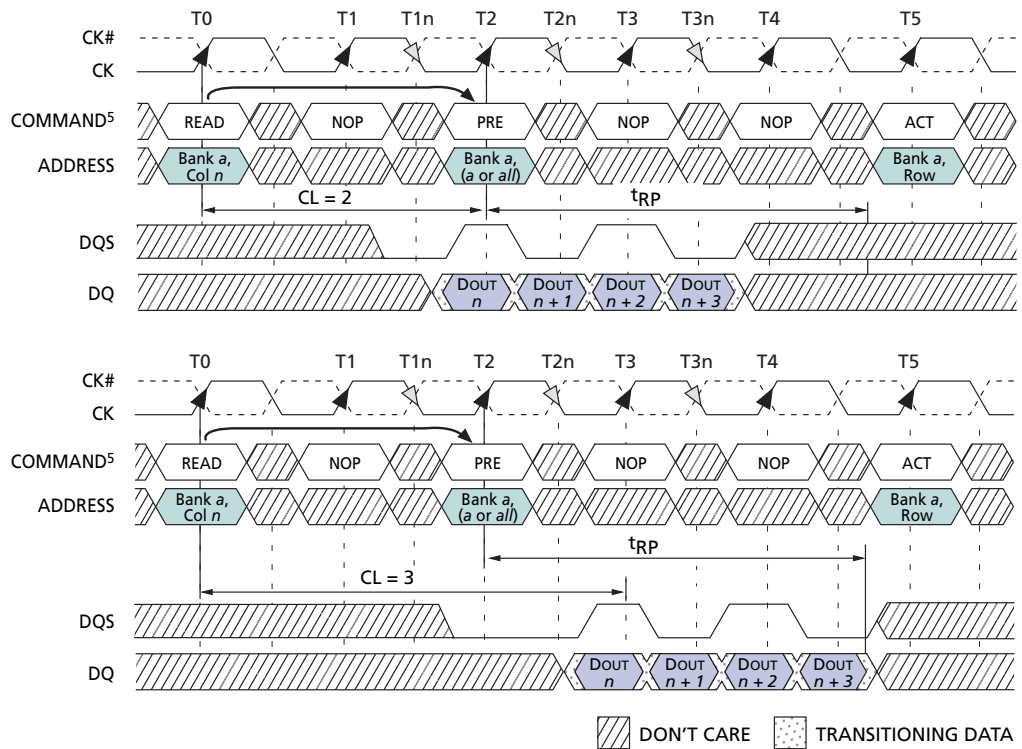 T0 T1 T1n T2 T2n T3 T3n T4 T5
CK#
CK
COMMAND5 READ NOP PRE NOP NOP ACT
ADDRESS Bank a, Col n Bank a, (a or all) Bank a, Row
CL = 2 tRP
DQS
DQ DOUT n DOUT n + 1 DOUT n + 2 DOUT n + 3
T0 T1 T1n T2 T2n T3 T3n T4 T5
CK#
CK
COMMAND5 READ NOP PRE NOP NOP ACT
ADDRESS Bank a, Col n Bank a, (a or all) Bank a, Row
tRP
CL = 3
DQS
DQ DOUT n DOUT n + 1 DOUT n + 2 DOUT n + 3
DON'T CARE TRANSITIONING DATA